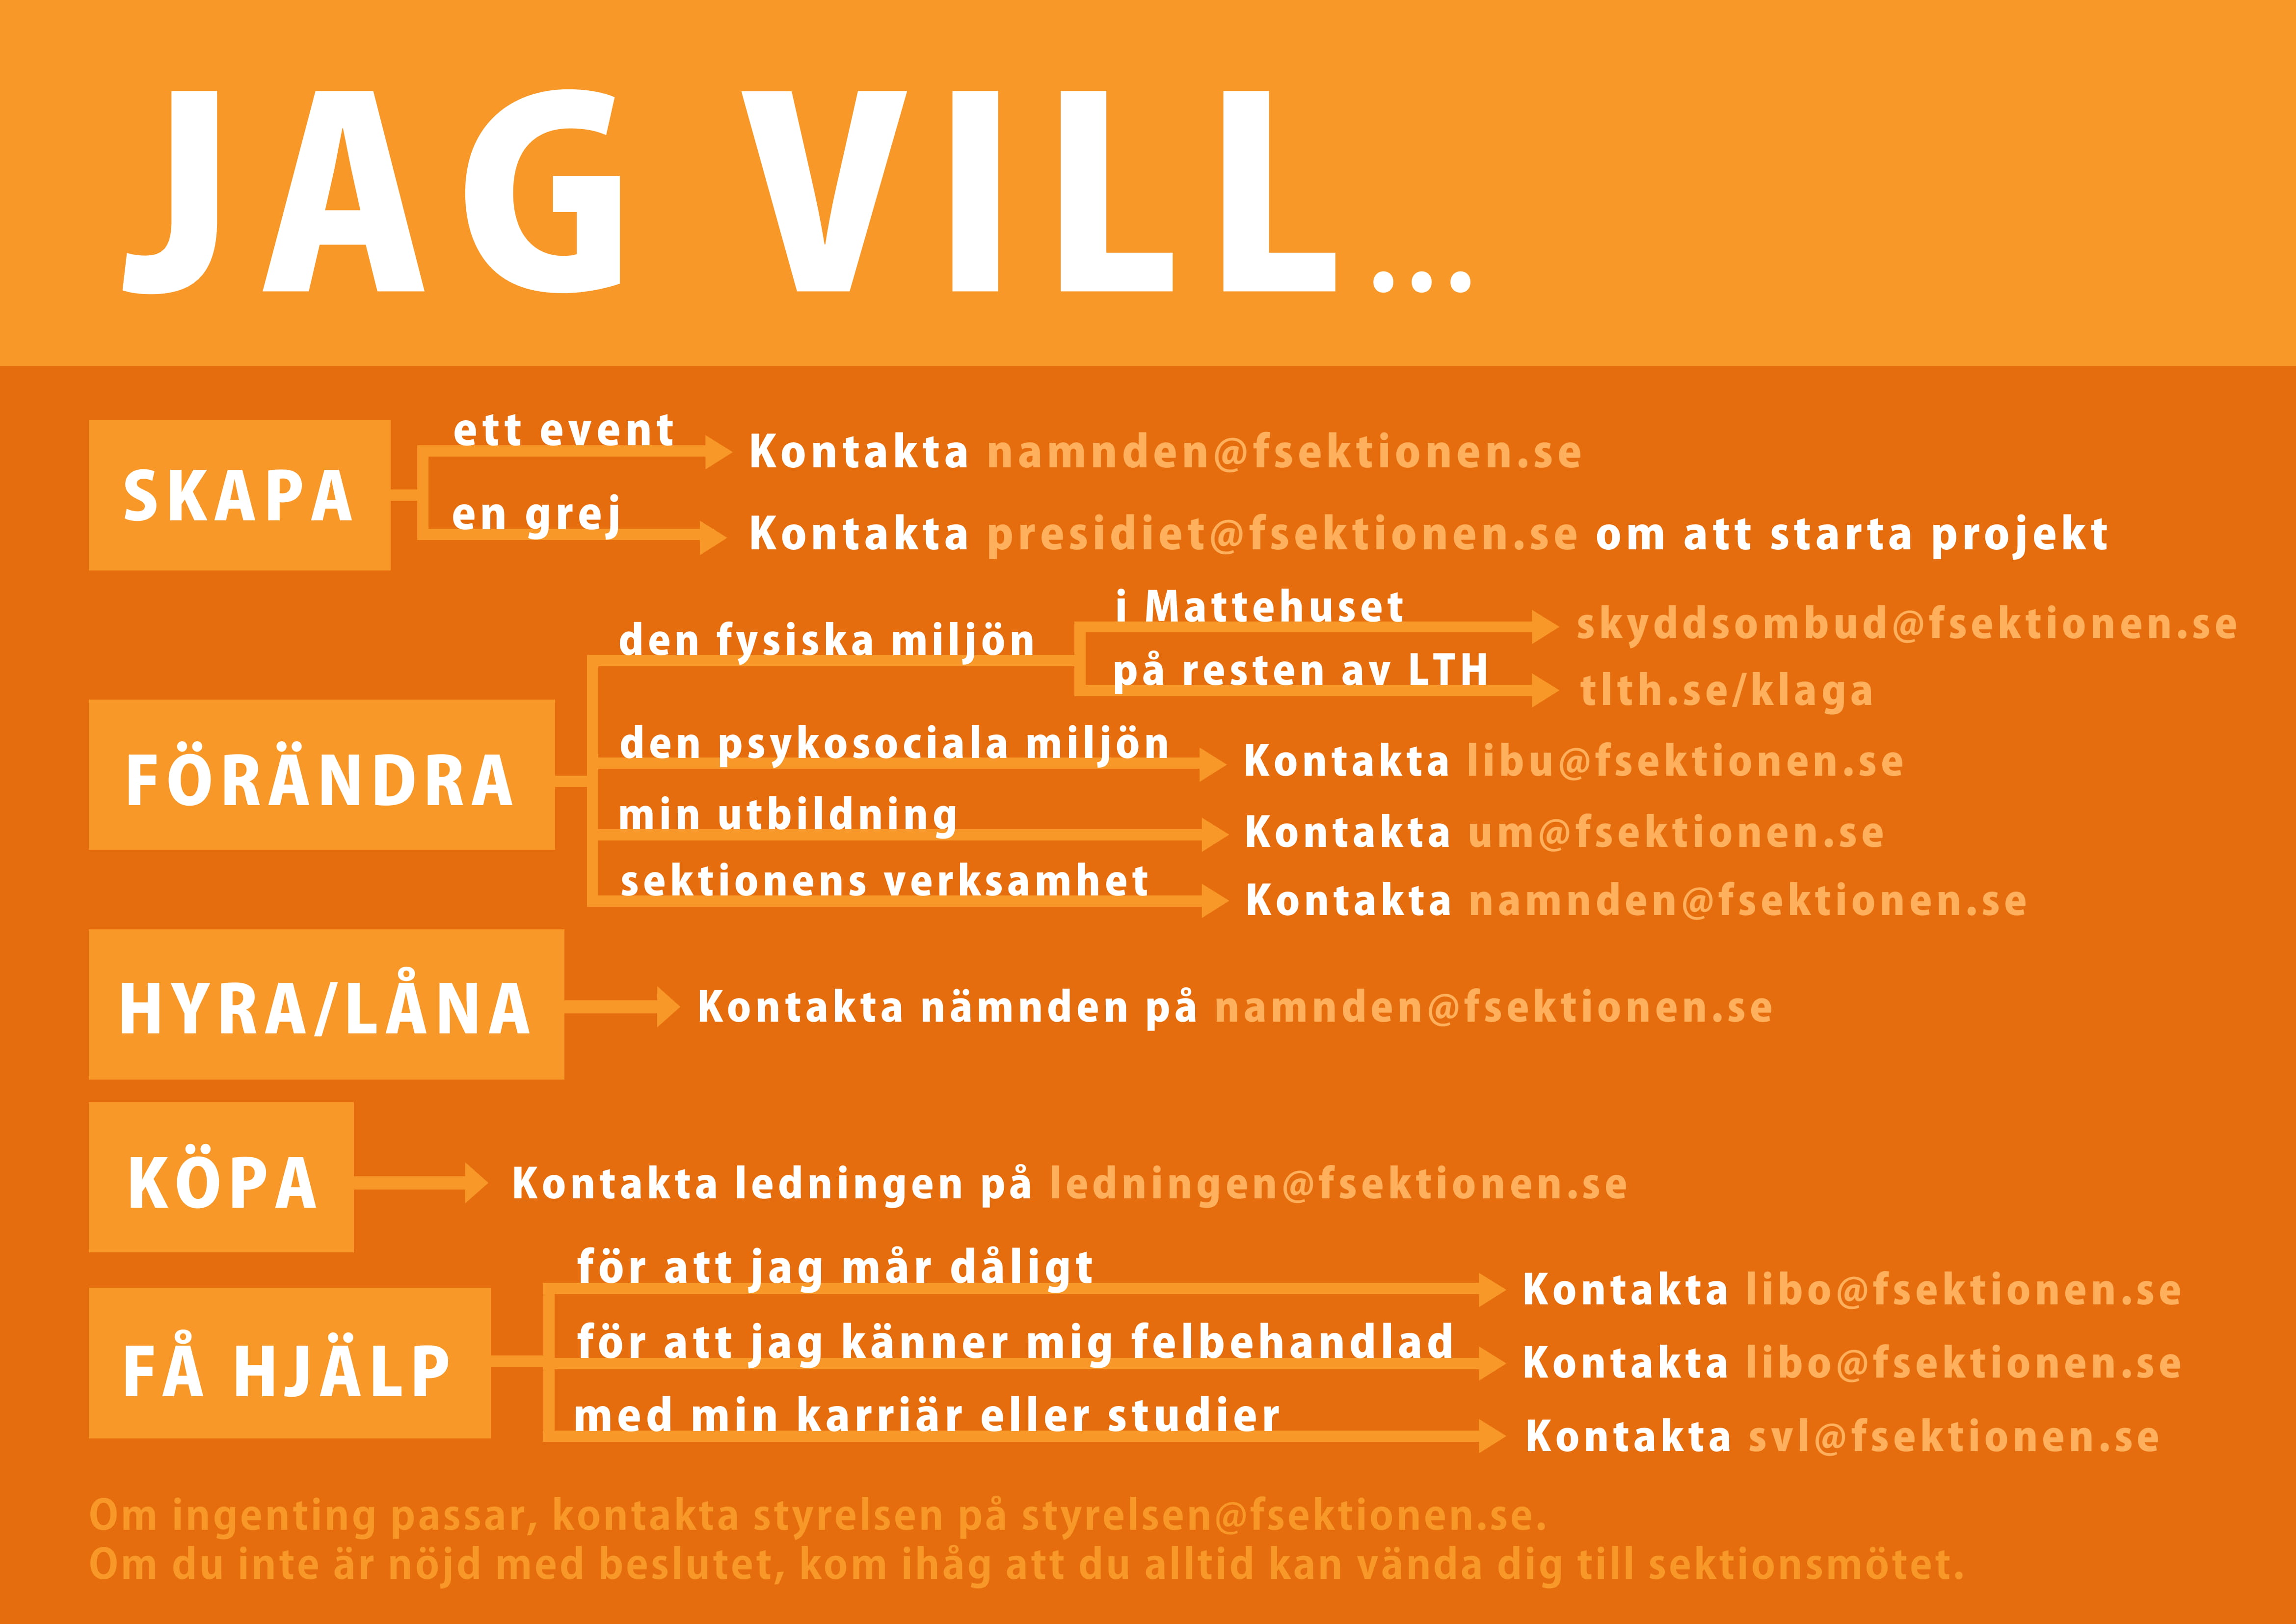 JAG VILL...
SKAPA
ett event
Kontakta namnden@fsektionen.se
en grej
Kontakta presidiet@fsektionen.se om att starta projekt
FÖRÄNDRA
den fysiska miljön
i Mattehuset
skyddsombud@fsektionen.se
på resten av LTH
tlth.se/klaga
den psykosociala miljön
Kontakta libu@fsektionen.se
min utbildning
Kontakta um@fsektionen.se
sektionens verksamhet
Kontakta namnden@fsektionen.se
HYRA/LÅNA
Kontakta nämnden på namnden@fsektionen.se
KÖPA
Kontakta ledningen på ledningen@fsektionen.se
FÅ HJÄLP
för att jag mår dåligt
Kontakta libo@fsektionen.se
för att jag känner mig felbehandlad
Kontakta libo@fsektionen.se
med min karriär eller studier
Kontakta svl@fsektionen.se
Om ingenting passar, kontakta styrelsen på styrelsen@fsektionen.se.
Om du inte är nöjd med beslutet, kom ihåg att du alltid kan vända dig till sektionsmötet.